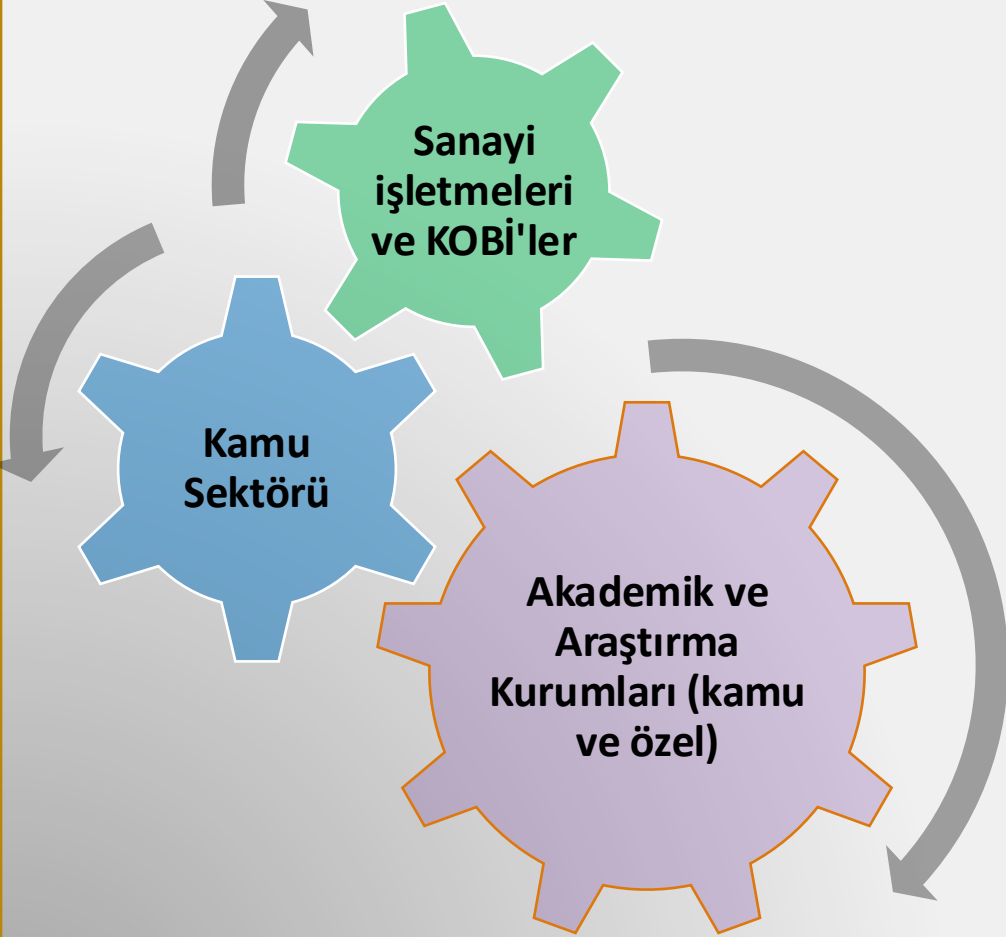 Sanayi
işletmeleri
ve KOBİ'ler
Kamu
Sektörü
Akademik ve
Araştırma
Kurumları (kamu
ve özel)